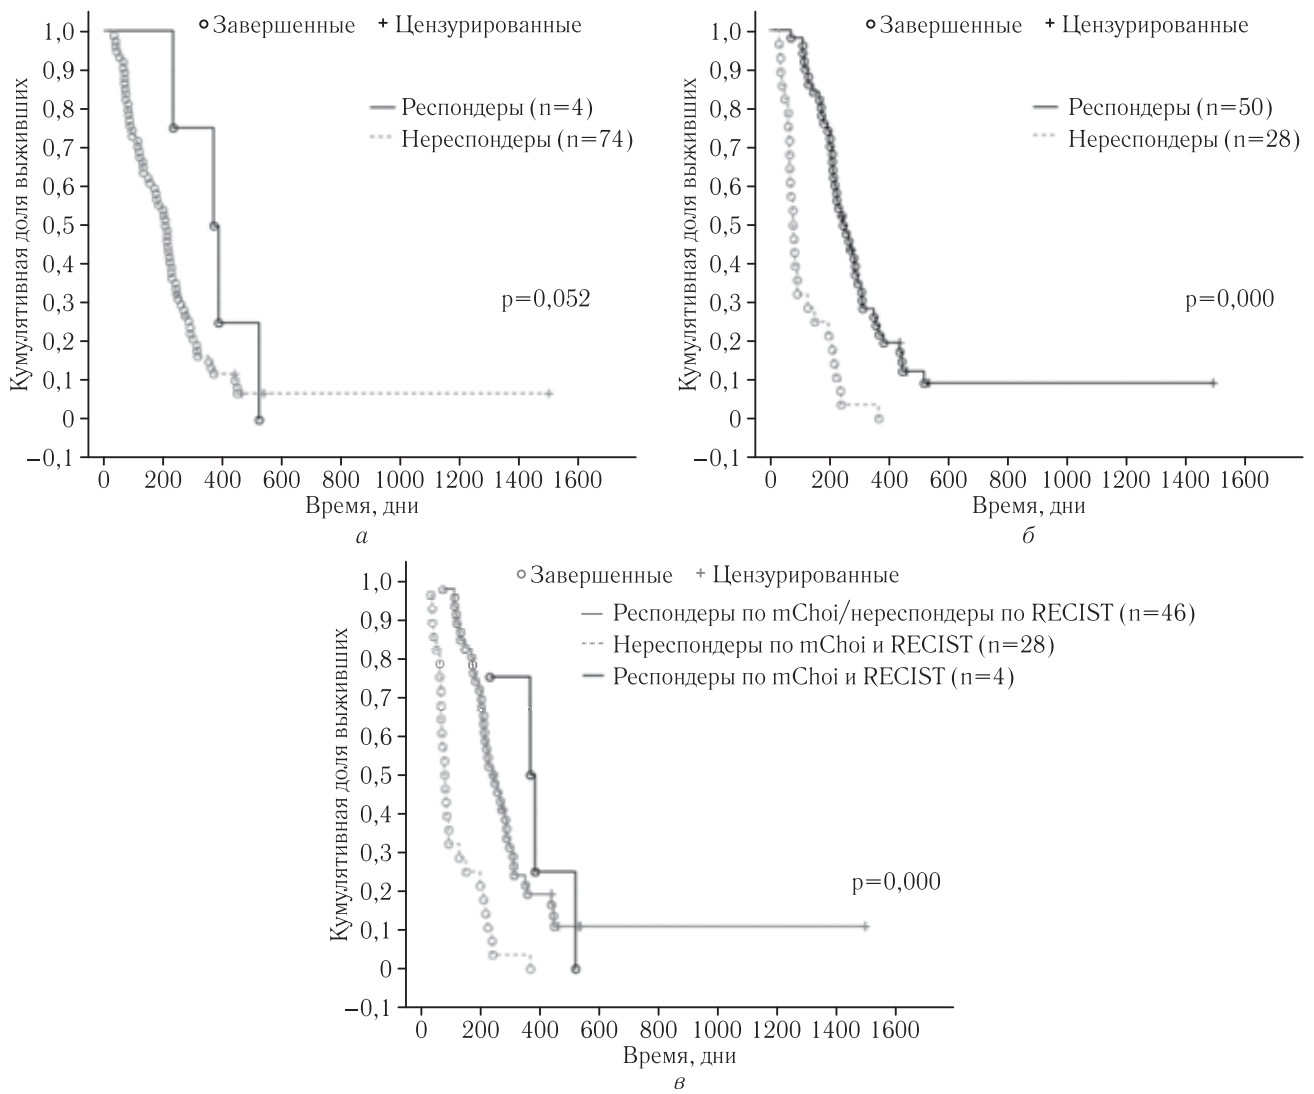 Завершенные Цензурированные
Кумулятивная доля выживших
1,0
0,9
0,8
0,7
0,6
0,5
0,4
0,3
0,2
0,1
0
−0,1
Респондеры (n=4)
Нереспондеры (n=74)
p=0,052
0 200 400 600 800 1000 1200 1400 1600
Время, дни
а
Завершенные Цензурированные
Кумулятивная доля выживших
1,0
0,9
0,8
0,7
0,6
0,5
0,4
0,3
0,2
0,1
0
−0,1
Респондеры (n=50)
Нереспондеры (n=28)
p=0,000
0 200 400 600 800 1000 1200 1400 1600
Время, дни
б
Завершенные Цензурированные
Кумулятивная доля выживших
1,0
0,9
0,8
0,7
0,6
0,5
0,4
0,3
0,2
0,1
0
−0,1
Респондеры по mChoi/нереспондеры по RECIST (n=46)
Нереспондеры по mChoi и RECIST (n=28)
Респондеры по mChoi и RECIST (n=4)
p=0,000
0 200 400 600 800 1000 1200 1400 1600
Время, дни
в